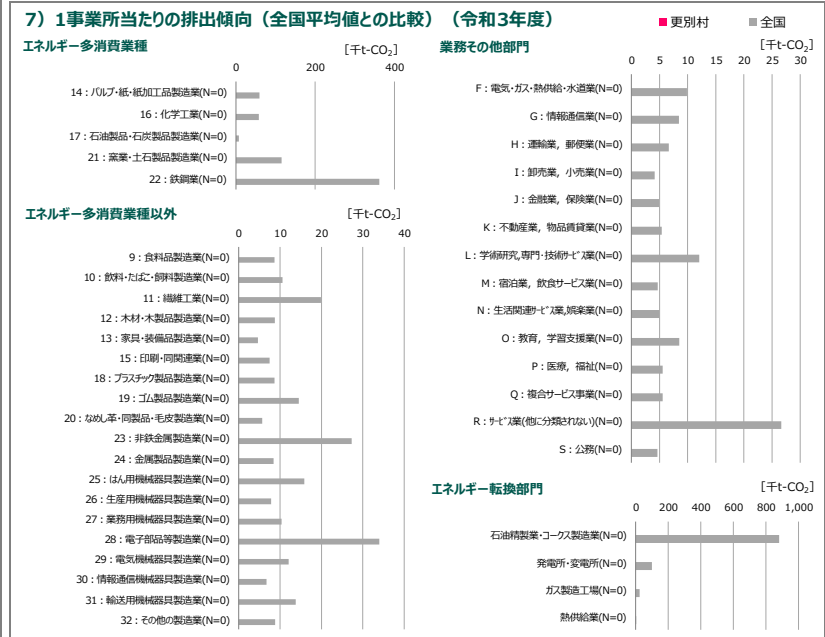 7）1事業所当たりの排出傾向（全国平均値との比較）（令和3年度）
■更別村 ■全国
エネルギー多消費業種
[千t-CO₂]
0 200 400
14：パルプ・紙・紙加工品製造業(N=0)
16：化学工業(N=0)
17：石油製品・石炭製品製造業(N=0)
21：窯業・土石製品製造業(N=0)
22：鉄鋼業(N=0)
エネルギー多消費業種以外
[千t-CO₂]
0 10 20 30 40
9：食料品製造業(N=0)
10：飲料・たばこ・飼料製造業(N=0)
11：繊維工業(N=0)
12：木材・木製品製造業(N=0)
13：家具・装備品製造業(N=0)
15：印刷・同関連業(N=0)
18：プラスチック製品製造業(N=0)
19：ゴム製品製造業(N=0)
20：なめし革・同製品・毛皮製造業(N=0)
23：非鉄金属製造業(N=0)
24：金属製品製造業(N=0)
25：はん用機械器具製造業(N=0)
26：生産用機械器具製造業(N=0)
27：業務用機械器具製造業(N=0)
28：電子部品等製造業(N=0)
29：電気機械器具製造業(N=0)
30：情報通信機械器具製造業(N=0)
31：輸送用機械器具製造業(N=0)
32：その他の製造業(N=0)
業務その他部門
[千t-CO₂]
0 5 10 15 20 25 30
F：電気・ガス・熱供給・水道業(N=0)
G：情報通信業(N=0)
H：運輸業，郵便業(N=0)
I：卸売業，小売業(N=0)
J：金融業，保険業(N=0)
K：不動産業，物品賃貸業(N=0)
L：学術研究,専門・技術サービス業(N=0)
M：宿泊業，飲食サービス業(N=0)
N：生活関連サービス業,娯楽業(N=0)
O：教育，学習支援業(N=0)
P：医療，福祉(N=0)
Q：複合サービス事業(N=0)
R：サービス業(他に分類されない)(N=0)
S：公務(N=0)
エネルギー転換部門
[千t-CO₂]
0 200 400 600 800 1,000
石油精製業・コークス製造業(N=0)
発電所・変電所(N=0)
ガス製造工場(N=0)
熱供給業(N=0)